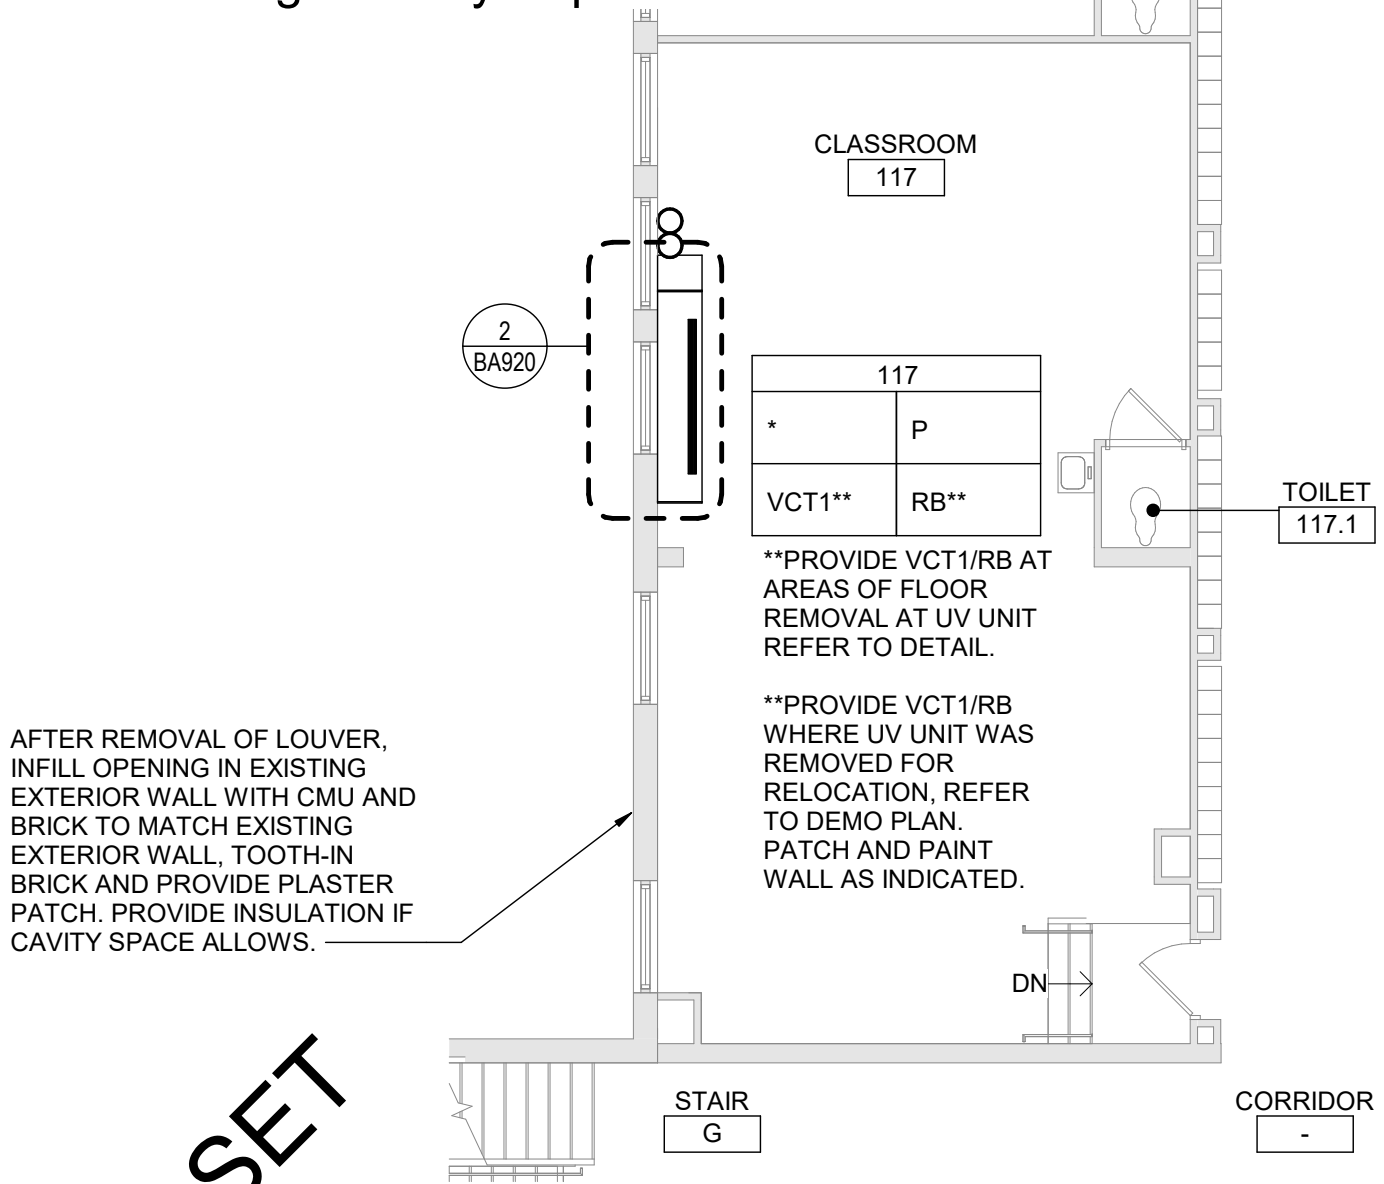 CLASSROOM
117
2
BA920
117
* P
VCT1** RB**
TOILET
117.1
**PROVIDE VCT1/RB AT
AREAS OF FLOOR
REMOVAL AT UV UNIT
REFER TO DETAIL.
**PROVIDE VCT1/RB
WHERE UV UNIT WAS
REMOVED FOR
RELOCATION, REFER
TO DEMO PLAN.
PATCH AND PAINT
WALL AS INDICATED.
AFTER REMOVAL OF LOUVER,
INFILL OPENING IN EXISTING
EXTERIOR WALL WITH CMU AND
BRICK TO MATCH EXISTING
EXTERIOR WALL, TOOTH-IN
BRICK AND PROVIDE PLASTER
PATCH. PROVIDE INSULATION IF
CAVITY SPACE ALLOWS.
DN
SET
STAIR
G
CORRIDOR
-